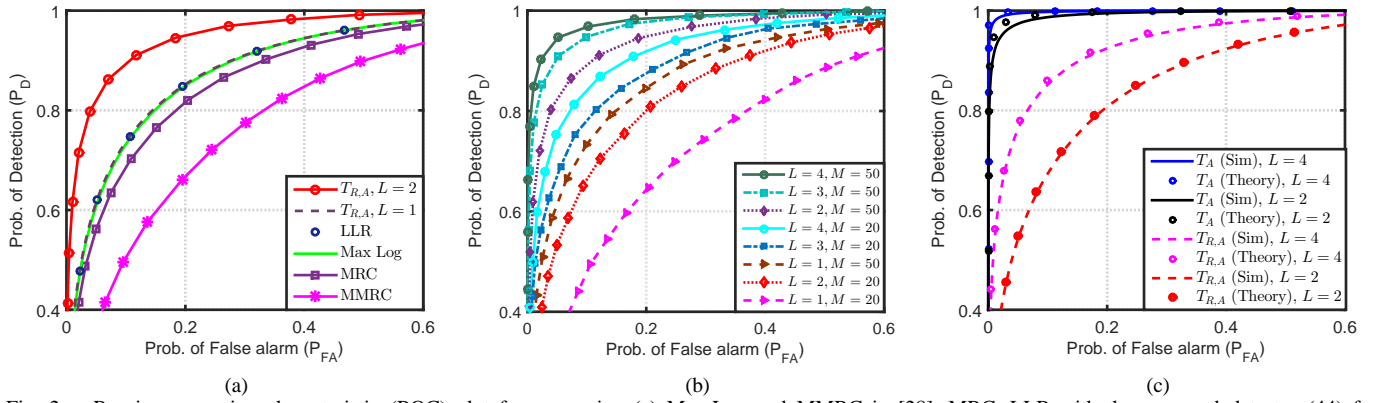 Prob. of Detection (P_D)
1
0.8
0.6
0.4
0
0.2
0.4
0.6
Prob. of False alarm (P_FA)
T_{R,A}, L = 2
T_{R,A}, L = 1
LLR
Max Log
MRC
MMRC
(a)
Prob. of Detection (P_D)
1
0.8
0.6
0.4
0
0.2
0.4
0.6
Prob. of False alarm (P_FA)
L = 4, M = 50
L = 3, M = 50
L = 2, M = 50
L = 4, M = 20
L = 3, M = 20
L = 1, M = 50
L = 2, M = 20
L = 1, M = 20
(b)
Prob. of Detection (P_D)
1
0.8
0.6
0.4
0
0.2
0.4
0.6
Prob. of False alarm (P_FA)
T_A (Sim), L = 4
T_A (Theory), L = 4
T_A (Sim), L = 2
T_A (Theory), L = 2
T_{R,A} (Sim), L = 4
T_{R,A} (Theory), L = 4
T_{R,A} (Sim), L = 2
T_{R,A} (Theory), L = 2
(c)